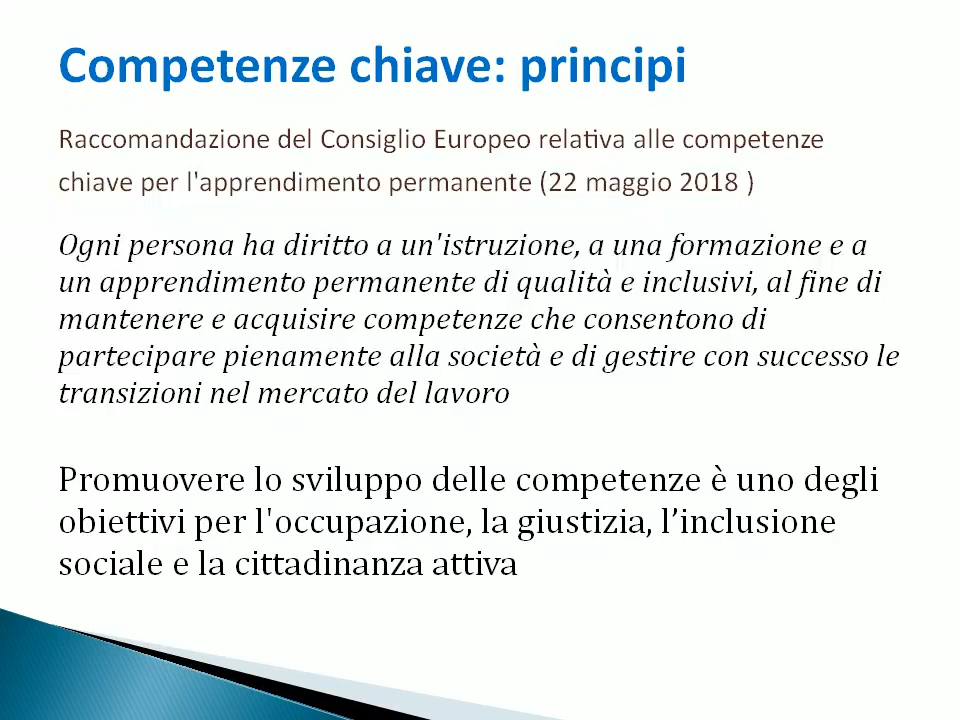 Competenze chiave: principi
Raccomandazione del Consiglio Europeo relativa alle competenze
chiave per l'apprendimento permanente (22 maggio 2018 )
Ogni persona ha diritto a un'istruzione, a una formazione e a
un apprendimento permanente di qualità e inclusivi, al fine di
mantenere e acquisire competenze che consentono di
partecipare pienamente alla società e di gestire con successo le
transizioni nel mercato del lavoro
Promuovere lo sviluppo delle competenze è uno degli
obiettivi per l'occupazione, la giustizia, l’inclusione
sociale e la cittadinanza attiva